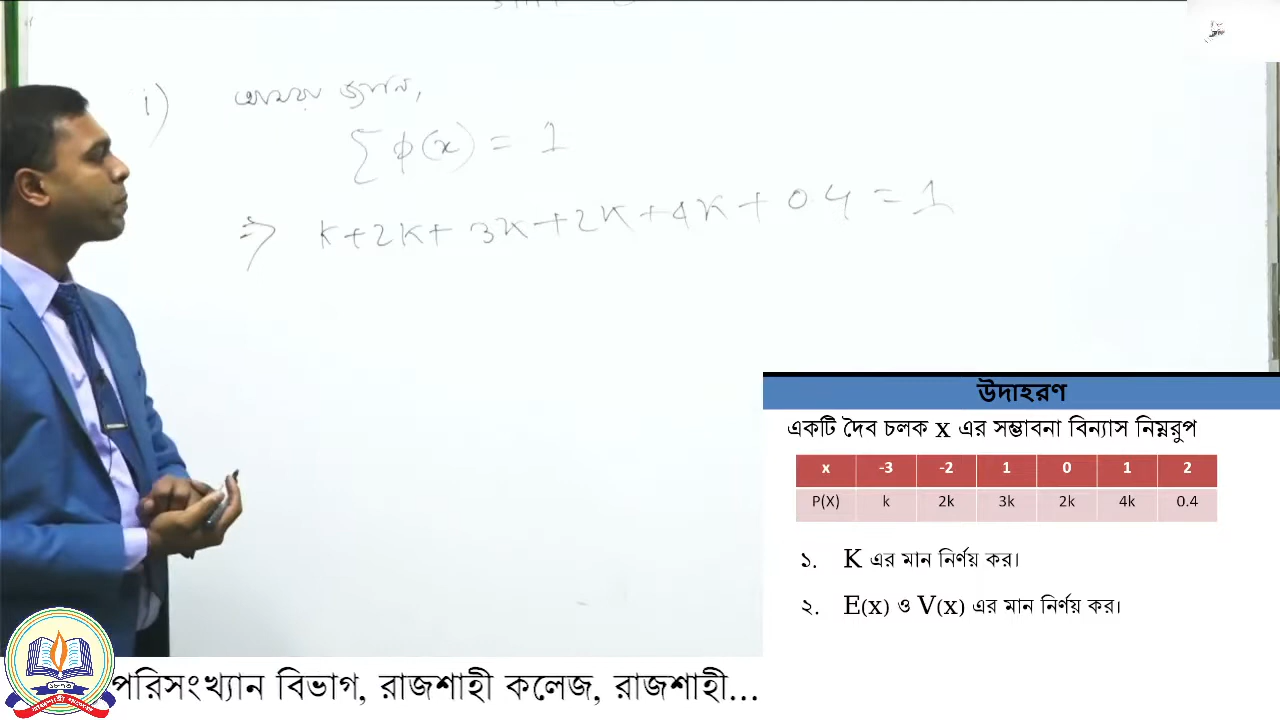 i) আমরা জানি,
∑ p(x) = 1
⇒ k+2k+3k+2k+4k+0.4 = 1
উদাহরণ
একটি দৈব চলক x এর সম্ভাবনা বিন্যাস নিম্নরুপ
x -3 -2 1 0 1 2
P(X) k 2k 3k 2k 4k 0.4
১. K এর মান নির্ণয় কর।
২. E(x) ও V(x) এর মান নির্ণয় কর।
পরিসংখ্যান বিভাগ, রাজশাহী কলেজ, রাজশাহী...